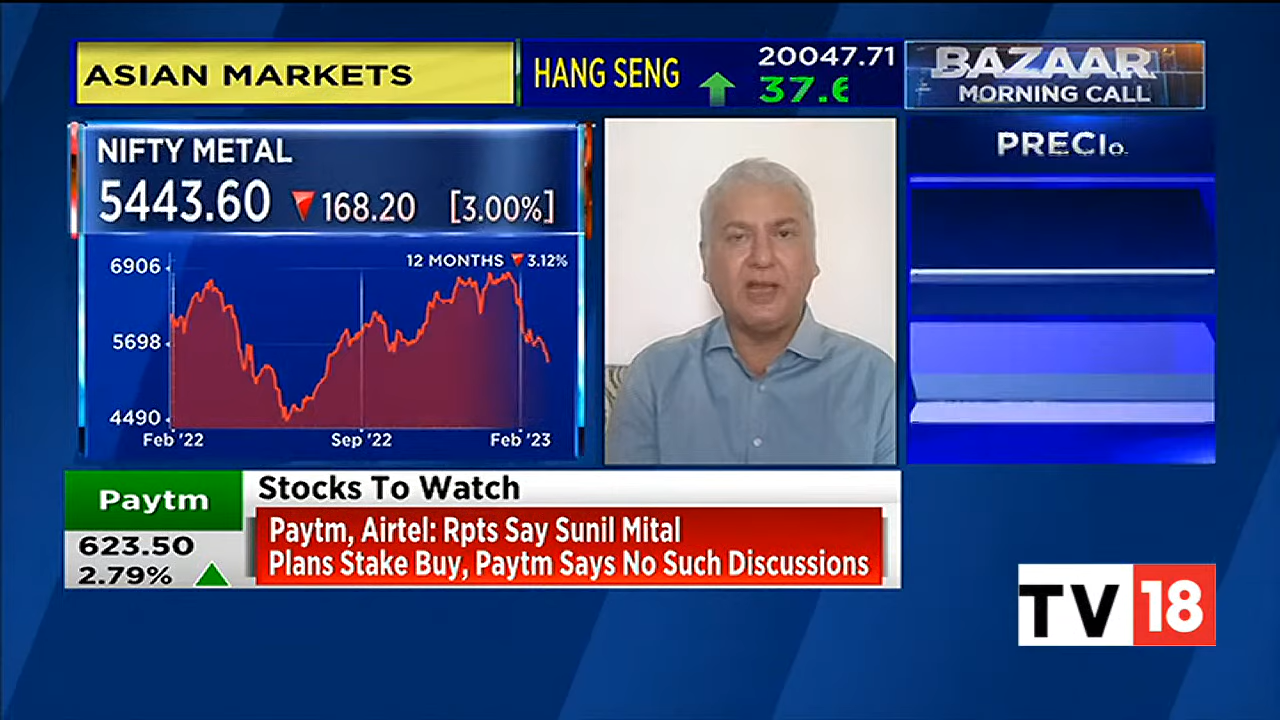 ASIAN MARKETS
HANG SENG
20047.71
BAZAAR
MORNING CALL
NIFTY METAL
5443.60 168.20 [3.00%]
12 MONTHS 3.12%
6906
5698
4490
Feb '22 Sep '22 Feb '23
Paytm
623.50
2.79%
Stocks To Watch
Paytm, Airtel: Rpts Say Sunil Mital
Plans Stake Buy, Paytm Says No Such Discussions
TV18